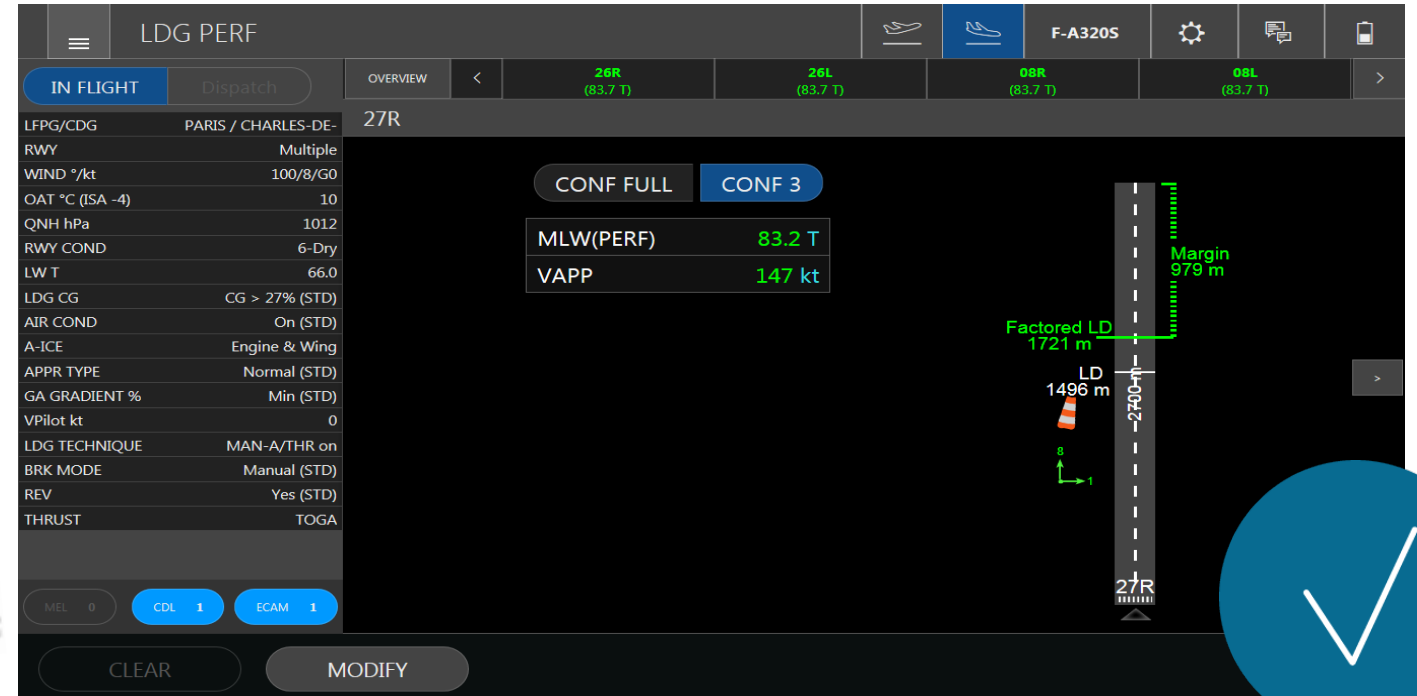 LDG PERF
F-A320S
IN FLIGHT
Dispatch
OVERVIEW
<
26R
(83.7 T)
26L
(83.7 T)
08R
(83.7 T)
08L
(83.7 T)
>
LFPG/CDG PARIS / CHARLES-DE-
27R
RWY Multiple
WIND °/kt 100/8/G0
OAT °C (ISA -4) 10
QNH hPa 1012
RWY COND 6-Dry
LW T 66.0
LDG CG CG > 27% (STD)
AIR COND On (STD)
A-ICE Engine & Wing
APPR TYPE Normal (STD)
GA GRADIENT % Min (STD)
VPilot kt 0
LDG TECHNIQUE MAN-A/THR on
BRK MODE Manual (STD)
REV Yes (STD)
THRUST TOGA
MEL 0
CDL 1
ECAM 1
CONF FULL
CONF 3
MLW(PERF) 83.2 T
VAPP 147 kt
Margin
979 m
Factored LD
1721 m
LD
1496 m
2700 m
8
1
27R
>
CLEAR
MODIFY